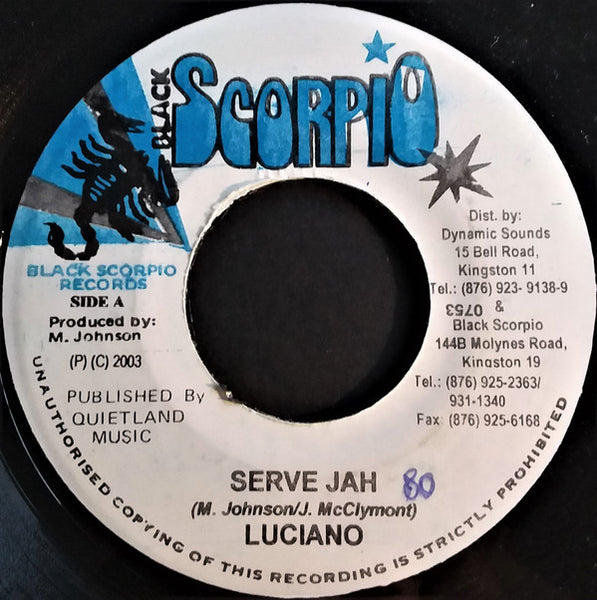 BLACK
SCORPIO
BLACK SCORPIO
RECORDS
SIDE A
Produced by:
M. Johnson
(P) (C) 2003
PUBLISHED By
QUIETLAND
MUSIC
Dist. by:
Dynamic Sounds
15 Bell Road,
Kingston 11
Tel.: (876) 923- 9138-9
0753 &
Black Scorpio
144B Molynes Road,
Kingston 19
Tel.: (876) 925-2363/
931-1340
Fax: (876) 925-6168
SERVE JAH 80
(M. Johnson/J. McClymont)
LUCIANO
UNAUTHORISED COPYING OF THIS RECORDING IS STRICTLY PROHIBITED